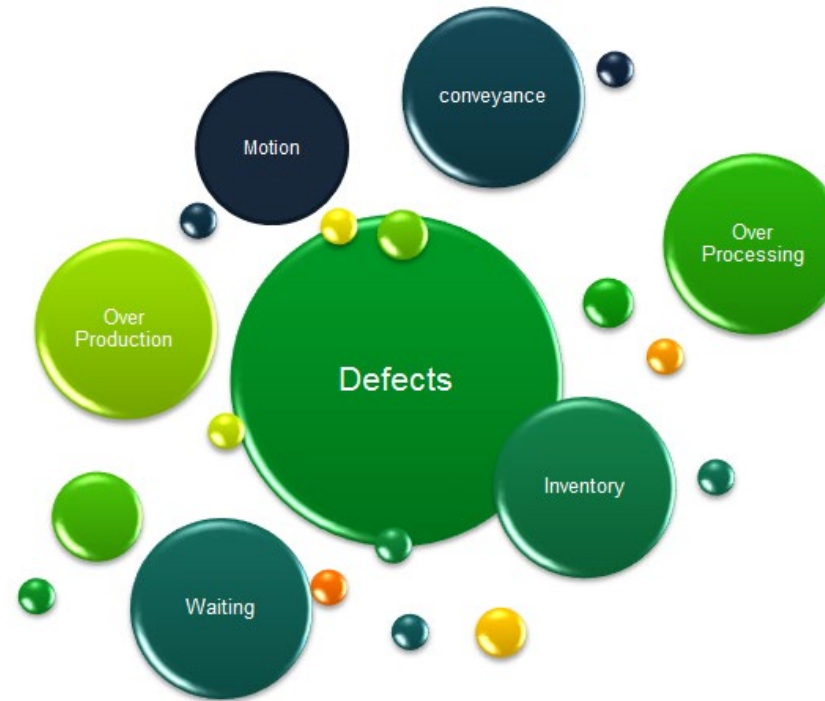 conveyance
Motion
Over
Processing
Over
Production
Defects
Inventory
Waiting